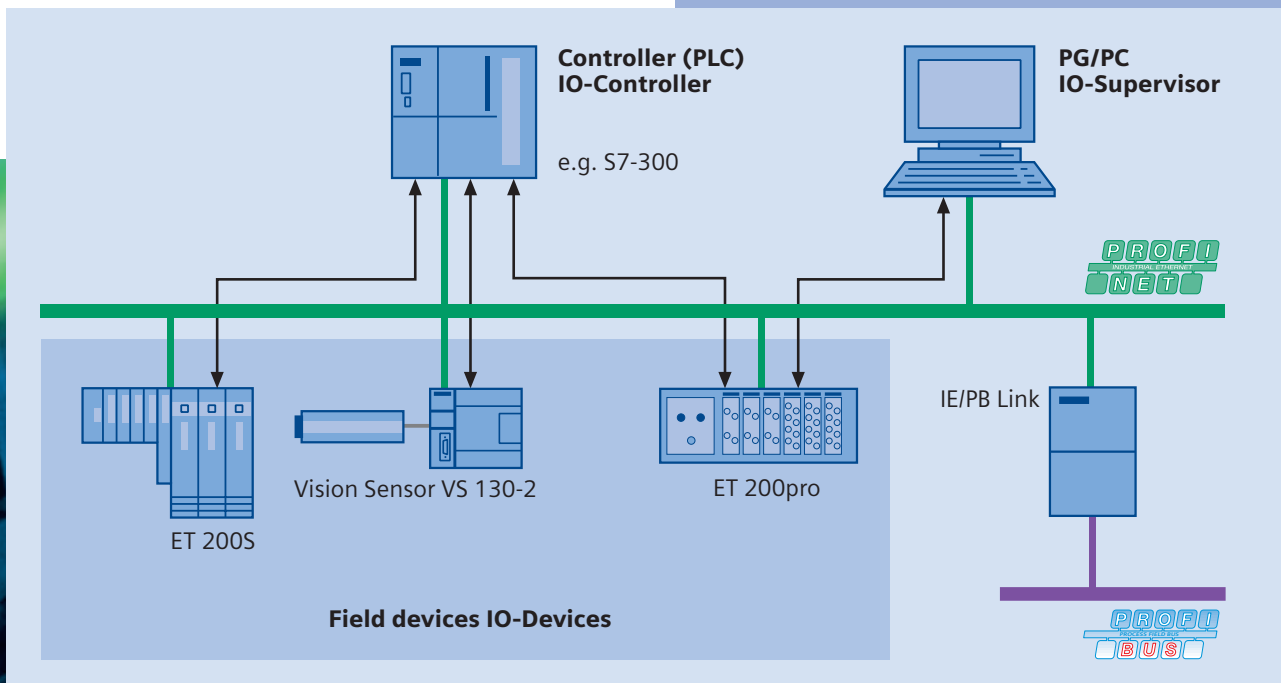 Controller (PLC)
IO-Controller
e.g. S7-300
PG/PC
IO-Supervisor
PROFI
INDUSTRIAL ETHERNET
NET
ET 200S
Vision Sensor VS 130-2
ET 200pro
IE/PB Link
Field devices IO-Devices
PROFI
PROCESS FIELD BUS
BUS